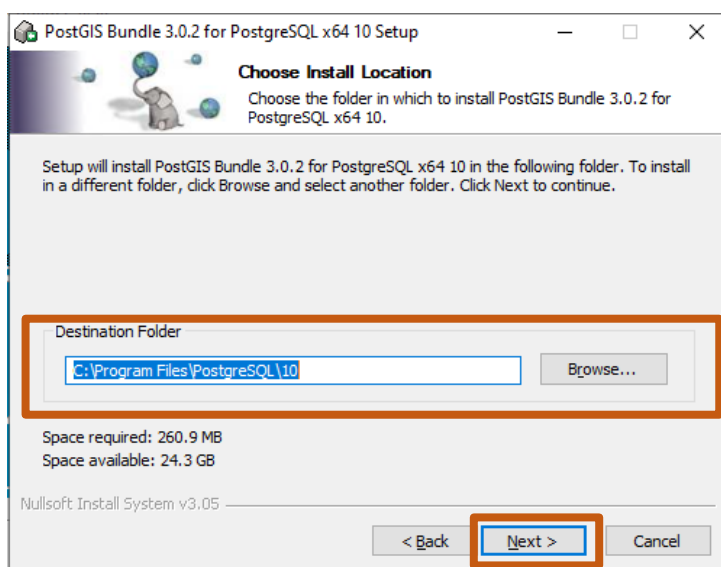 PostGIS Bundle 3.0.2 for PostgreSQL x64 10 Setup
Choose Install Location
Choose the folder in which to install PostGIS Bundle 3.0.2 for
PostgreSQL x64 10.
Setup will install PostGIS Bundle 3.0.2 for PostgreSQL x64 10 in the following folder. To install
in a different folder, click Browse and select another folder. Click Next to continue.
Destination Folder
C:\Program Files\PostgreSQL\10
Browse...
Space required: 260.9 MB
Space available: 24.3 GB
Nullsoft Install System v3.05
< Back
Next >
Cancel